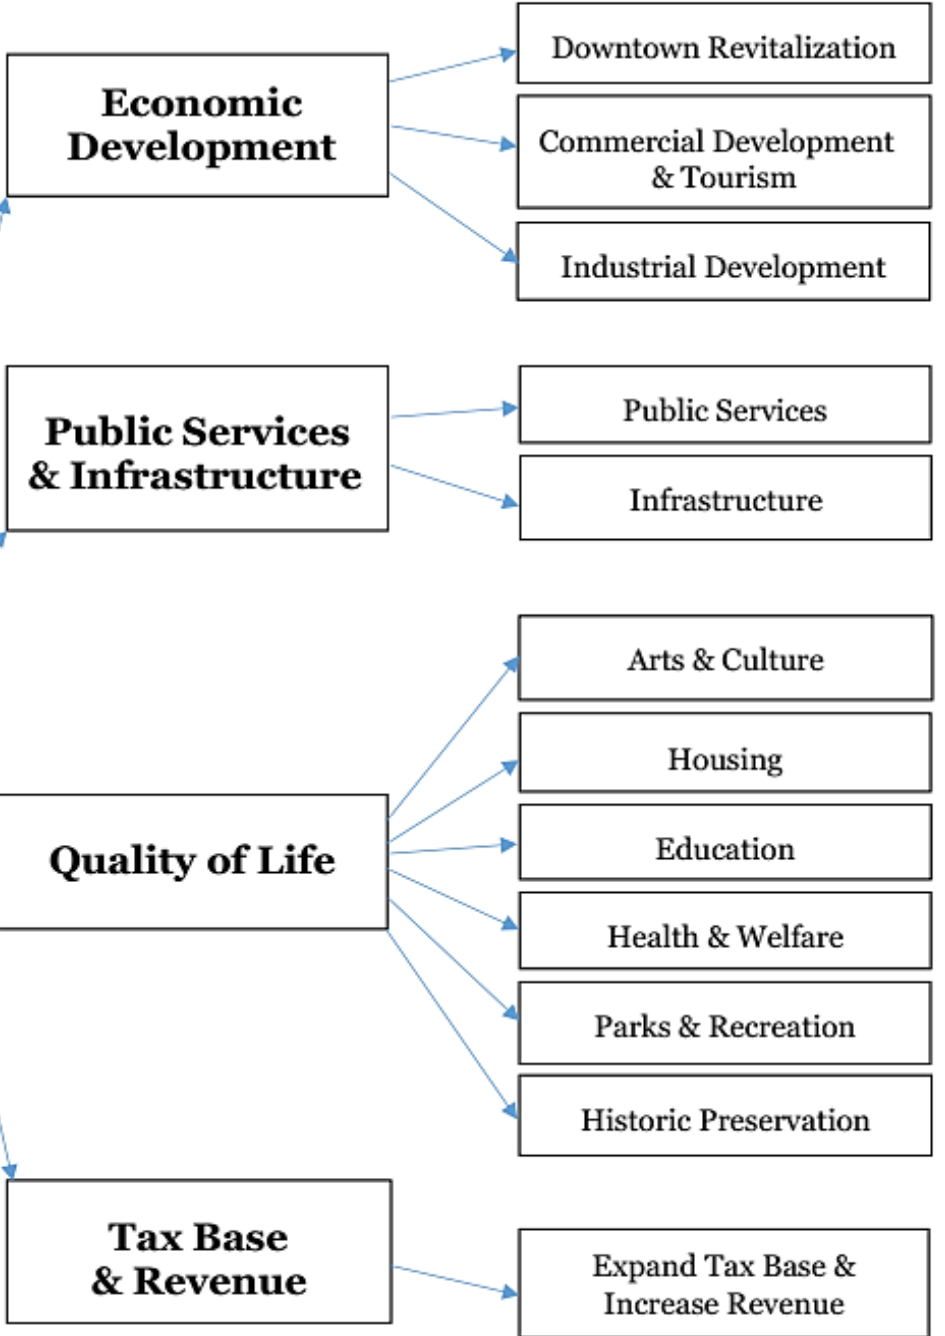 Economic
Development
Downtown Revitalization
Commercial Development
& Tourism
Industrial Development
Public Services
& Infrastructure
Public Services
Infrastructure
Quality of Life
Arts & Culture
Housing
Education
Health & Welfare
Parks & Recreation
Historic Preservation
Tax Base
& Revenue
Expand Tax Base &
Increase Revenue